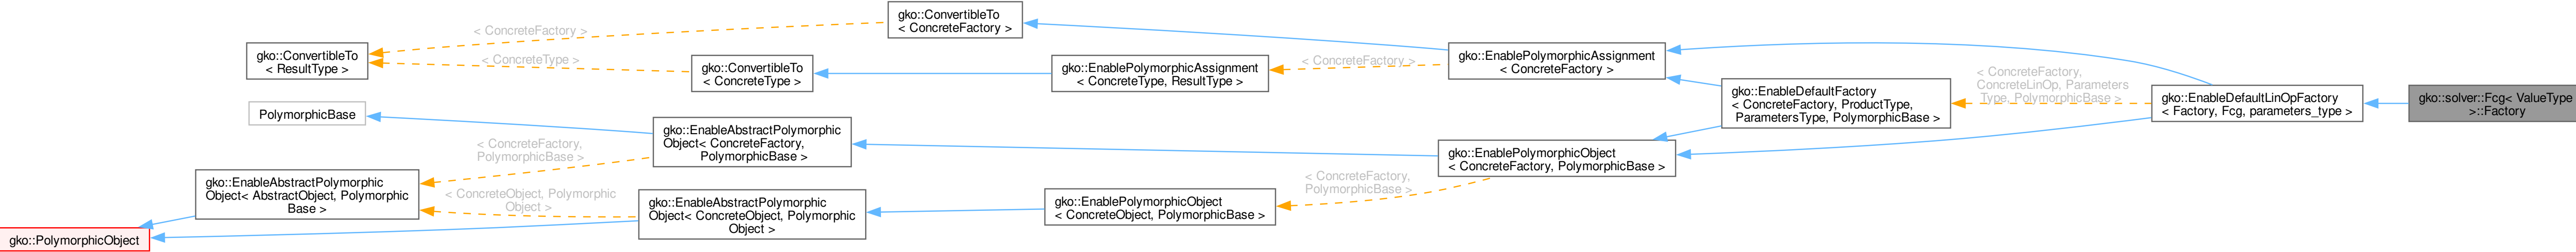 gko::ConvertibleTo
< ConcreteFactory >
< ConcreteFactory >
gko::ConvertibleTo
< ResultType >
< ConcreteType >
gko::ConvertibleTo
< ConcreteType >
gko::EnablePolymorphicAssignment
< ConcreteType, ResultType >
< ConcreteFactory >
gko::EnablePolymorphicAssignment
< ConcreteFactory >
gko::EnableDefaultFactory
< ConcreteFactory, ProductType,
ParametersType, PolymorphicBase >
< ConcreteFactory,
ConcreteLinOp, Parameters
Type, PolymorphicBase >
gko::EnableDefaultLinOpFactory
< Factory, Fcg, parameters_type >
gko::solver::Fcg< ValueType
>::Factory
PolymorphicBase
gko::EnableAbstractPolymorphic
Object< ConcreteFactory,
PolymorphicBase >
< ConcreteFactory,
PolymorphicBase >
gko::EnablePolymorphicObject
< ConcreteFactory, PolymorphicBase >
gko::EnableAbstractPolymorphic
Object< AbstractObject, Polymorphic
Base >
< ConcreteObject, Polymorphic
Object >
gko::EnableAbstractPolymorphic
Object< ConcreteObject, Polymorphic
Object >
gko::EnablePolymorphicObject
< ConcreteObject, PolymorphicBase >
< ConcreteFactory,
PolymorphicBase >
gko::PolymorphicObject